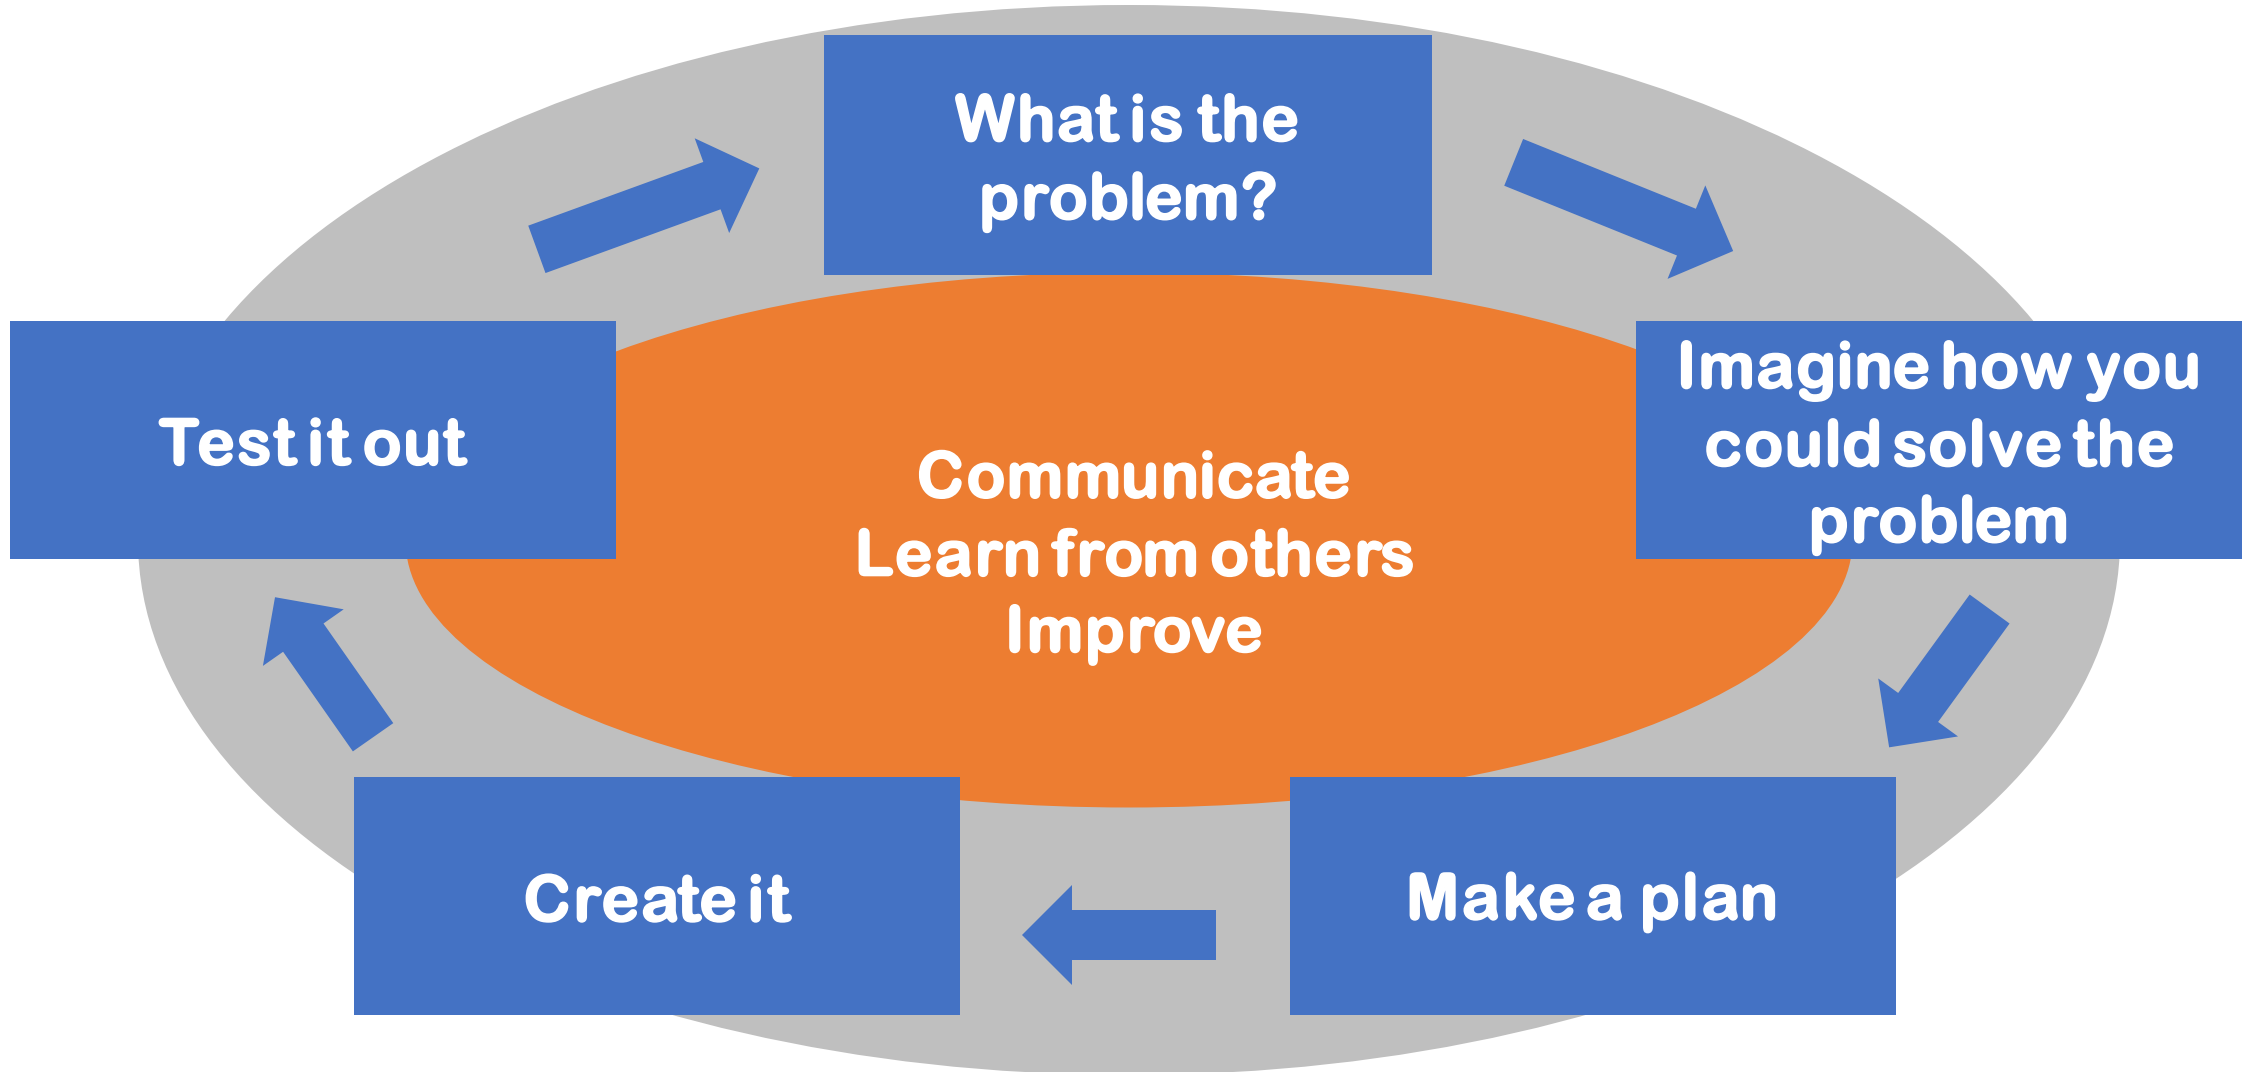 What is the
problem?
Imagine how you
could solve the
problem
Make a plan
Create it
Test it out
Communicate
Learn from others
Improve